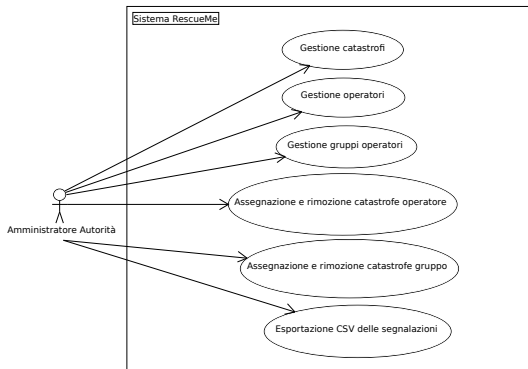 Sistema RescueMe
Gestione catastrofi
Gestione operatori
Gestione gruppi operatori
Assegnazione e rimozione catastrofe operatore
Amministratore Autorità
Assegnazione e rimozione catastrofe gruppo
Esportazione CSV delle segnalazioni